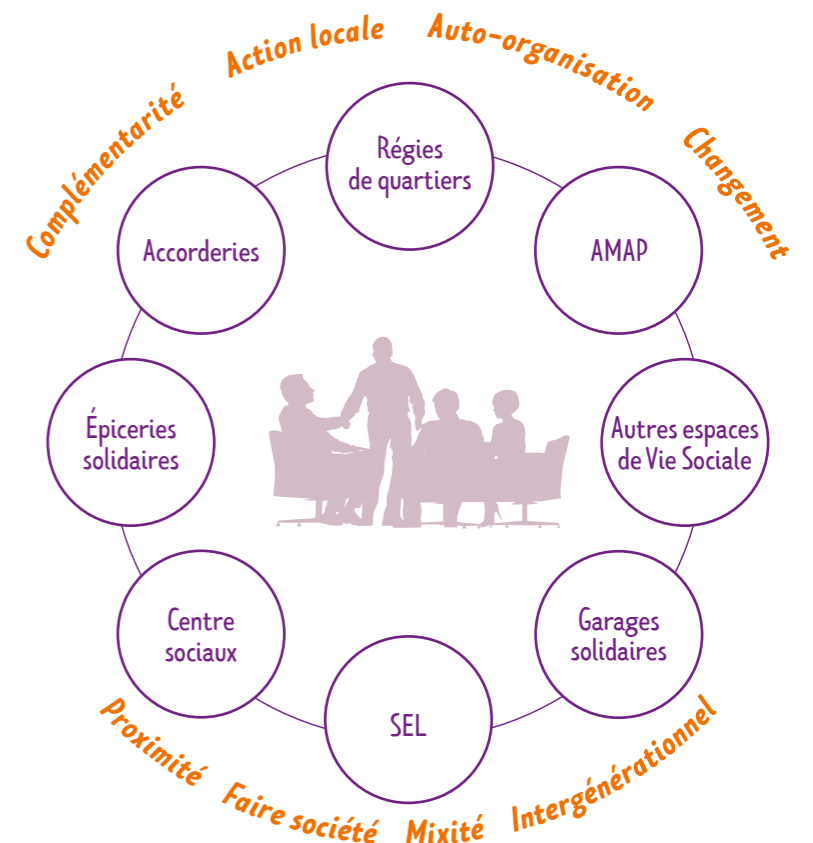 Complémentarité
Action locale
Auto-organisation
Changement
Régies
de quartiers
Accorderies
AMAP
Épiceries
solidaires
Autres espaces
de Vie Sociale
Centre
sociaux
Garages
solidaires
SEL
Proximité
Faire société
Mixité
Intergénérationnel